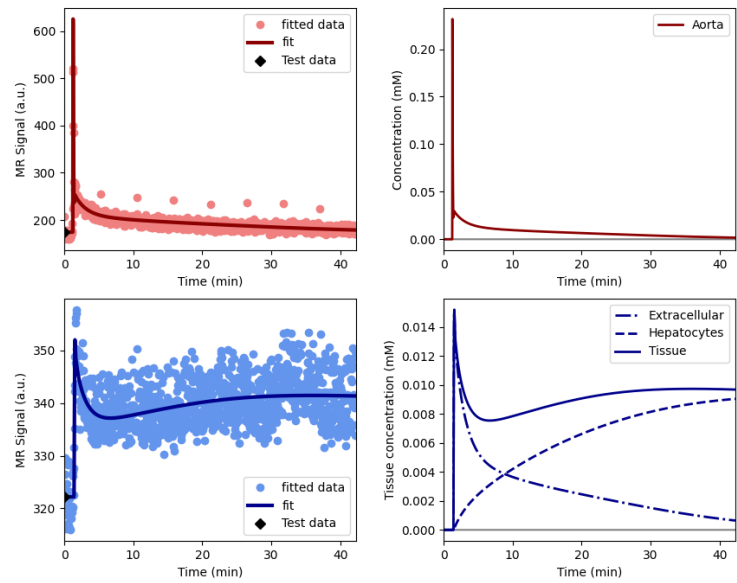 600
500
400
300
200
MR Signal (a.u.)
0 10 20 30 40
Time (min)
fitted data
fit
Test data
0.20
0.15
0.10
0.05
0.00
Concentration (mM)
0 10 20 30 40
Time (min)
Aorta
350
340
330
320
MR Signal (a.u.)
0 10 20 30 40
Time (min)
fitted data
fit
Test data
0.014
0.012
0.010
0.008
0.006
0.004
0.002
0.000
Tissue concentration (mM)
0 10 20 30 40
Time (min)
Extracellular
Hepatocytes
Tissue